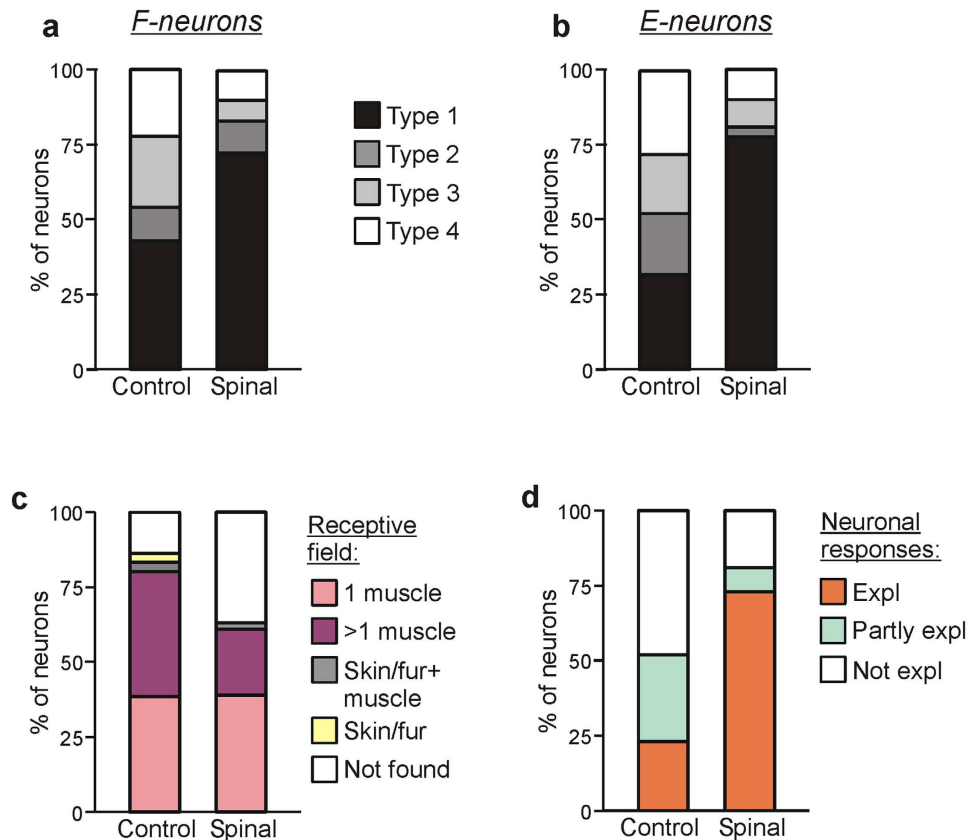 a
F-neurons
% of neurons
100
75
50
25
0
Control
Spinal
Type 1
Type 2
Type 3
Type 4
b
E-neurons
% of neurons
100
75
50
25
0
Control
Spinal
c
% of neurons
100
75
50
25
0
Control
Spinal
Receptive
field:
1 muscle
>1 muscle
Skin/fur+
muscle
Skin/fur
Not found
d
% of neurons
100
75
50
25
0
Control
Spinal
Neuronal
responses:
Expl
Partly expl
Not expl